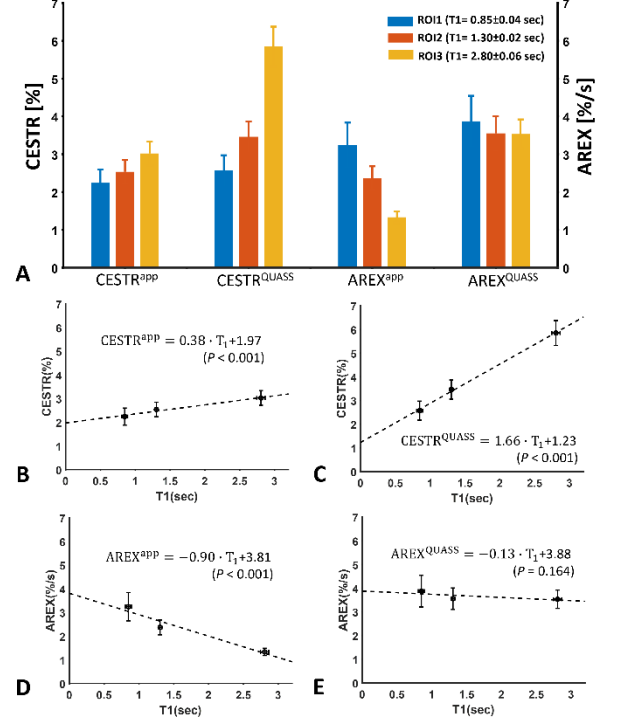 ROI1 (T1= 0.85±0.04 sec)
ROI2 (T1= 1.30±0.02 sec)
ROI3 (T1= 2.80±0.06 sec)
CESTR [%]
7
6
5
4
3
2
1
0
AREX [%/s]
7
6
5
4
3
2
1
0
A
CESTRᵃᵖᵖ
CESTR^QUASS
AREXᵃᵖᵖ
AREX^QUASS
CESTR(%)
7
6
5
4
3
2
1
0
CESTRᵃᵖᵖ = 0.38 · T₁+1.97
(P < 0.001)
0 0.5 1 1.5 2 2.5 3
B
T1(sec)
CESTR(%)
7
6
5
4
3
2
1
0
CESTR^QUASS = 1.66 · T₁+1.23
(P < 0.001)
0 0.5 1 1.5 2 2.5 3
C
T1(sec)
AREX(%/s)
7
6
5
4
3
2
1
0
AREXᵃᵖᵖ = −0.90 · T₁+3.81
(P < 0.001)
0 0.5 1 1.5 2 2.5 3
D
T1(sec)
AREX(%/s)
7
6
5
4
3
2
1
0
AREX^QUASS = −0.13 · T₁+3.88
(P = 0.164)
0 0.5 1 1.5 2 2.5 3
E
T1(sec)